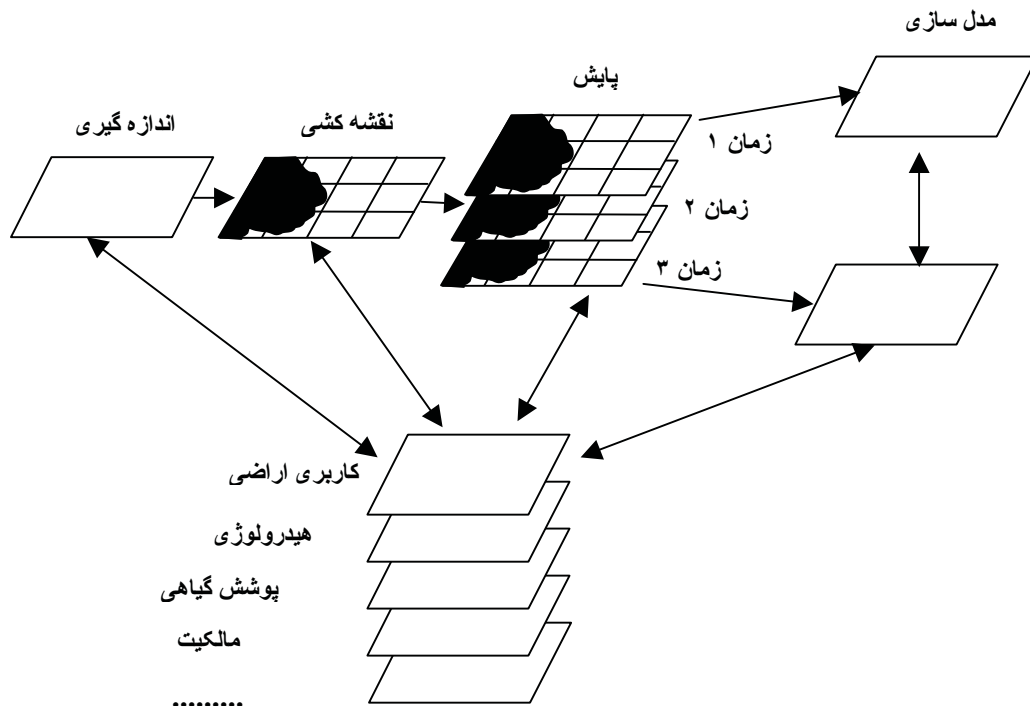 مدل سازی
پایش
نقشه کشی
اندازه گیری
زمان ۱
زمان ۲
زمان ۳
کاربری اراضی
هیدرولوژی
پوشش گیاهی
مالکیت
.........